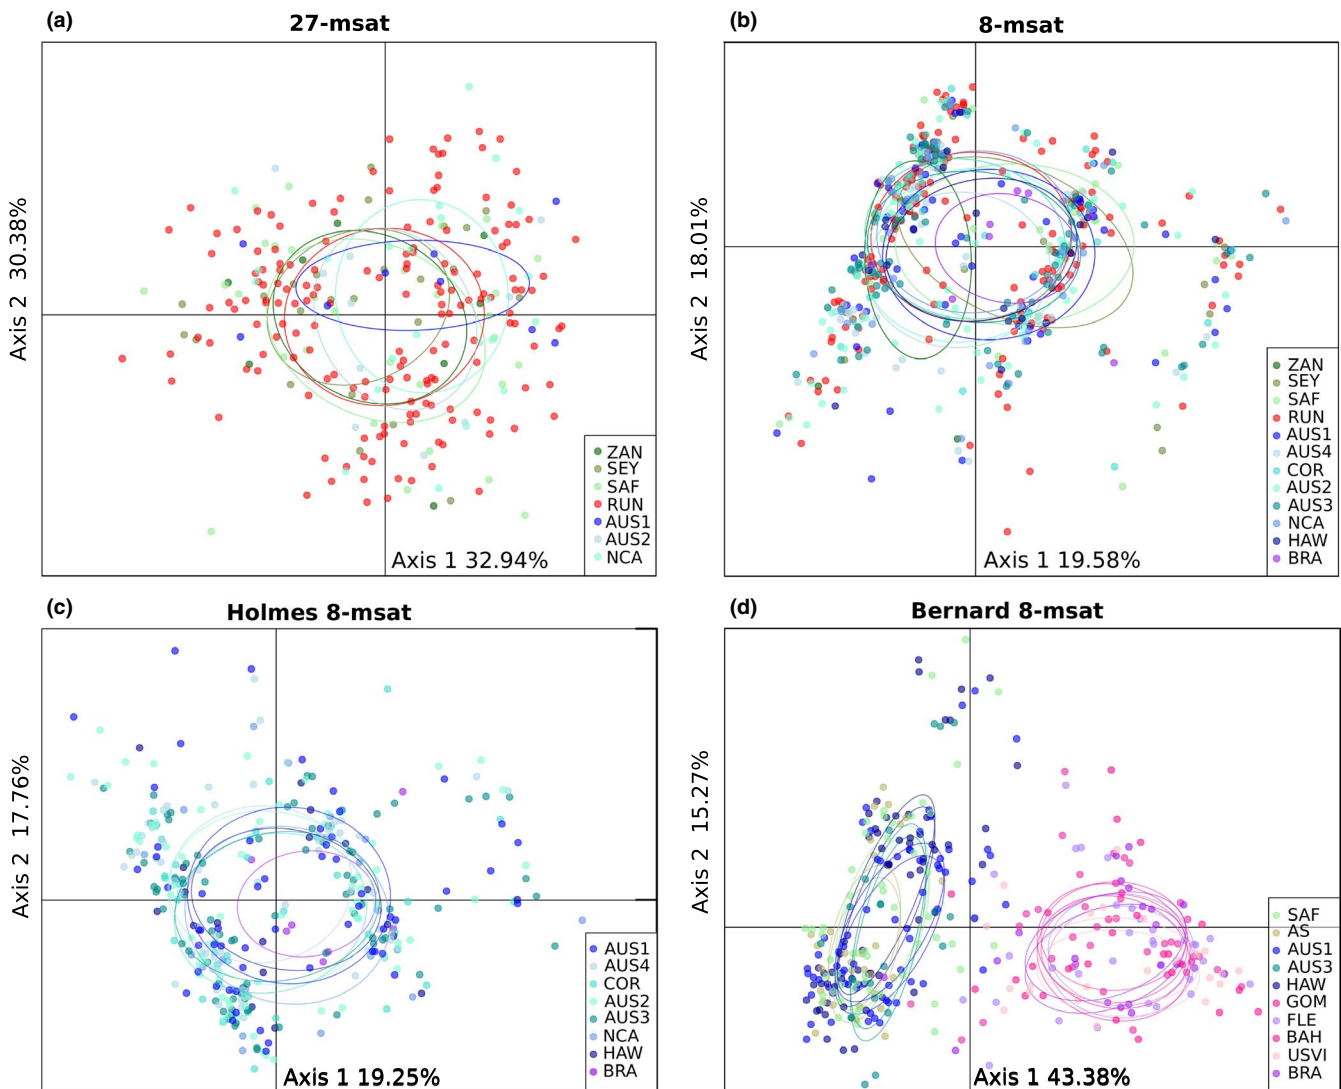 (a)
27-msat
Axis 2 30.38%
Axis 1 32.94%
ZAN
SEY
SAF
RUN
AUS1
AUS2
NCA
(b)
8-msat
Axis 2 18.01%
Axis 1 19.58%
ZAN
SEY
SAF
RUN
AUS1
AUS4
COR
AUS2
AUS3
NCA
HAW
BRA
(c)
Holmes 8-msat
Axis 2 17.76%
Axis 1 19.25%
AUS1
AUS4
COR
AUS2
AUS3
NCA
HAW
BRA
(d)
Bernard 8-msat
Axis 2 15.27%
Axis 1 43.38%
SAF
AS
AUS1
AUS3
HAW
GOM
FLE
BAH
USVI
BRA